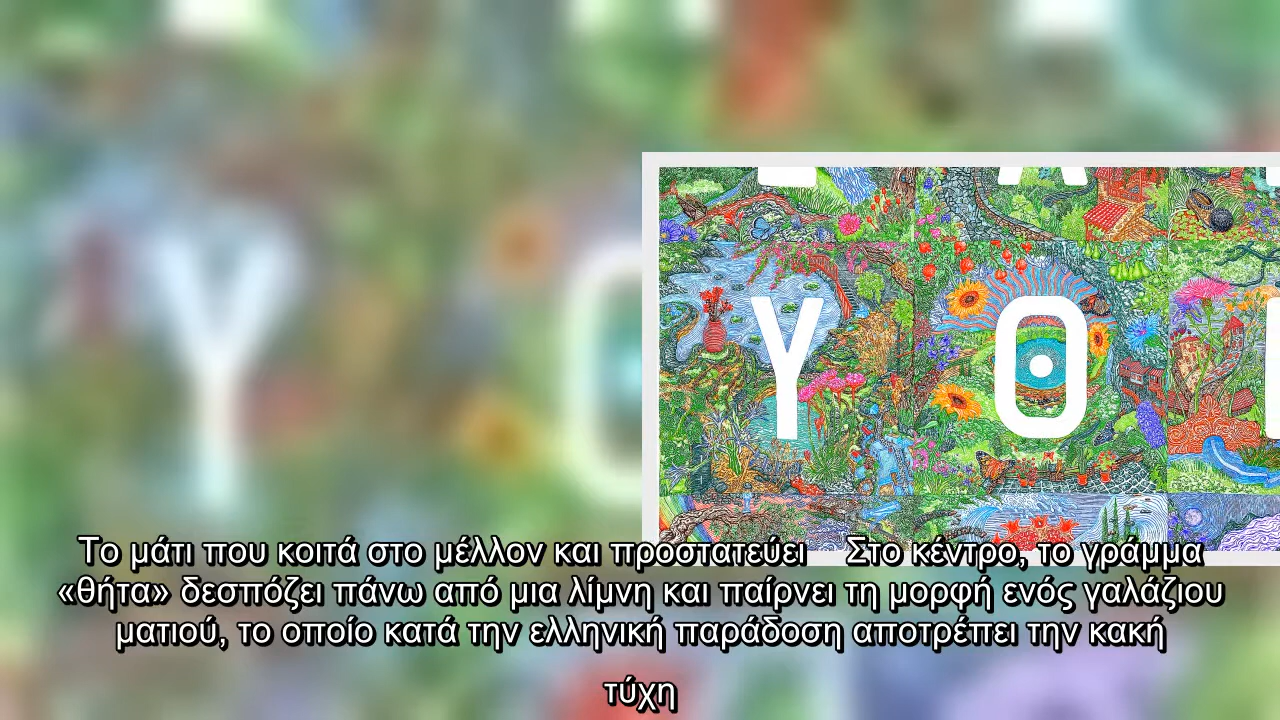 Υ Θ
Το μάτι που κοιτά στο μέλλον και προστατεύει Στο κέντρο, το γράμμα
«θήτα» δεσπόζει πάνω από μια λίμνη και παίρνει τη μορφή ενός γαλάζιου
ματιού, το οποίο κατά την ελληνική παράδοση αποτρέπει την κακή
τύχη